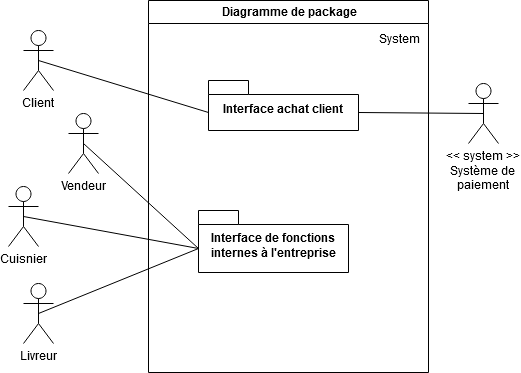 Diagramme de package
System
Client
Interface achat client
<< system >>
Système de
paiement
Vendeur
Cuisnier
Interface de fonctions
internes à l'entreprise
Livreur